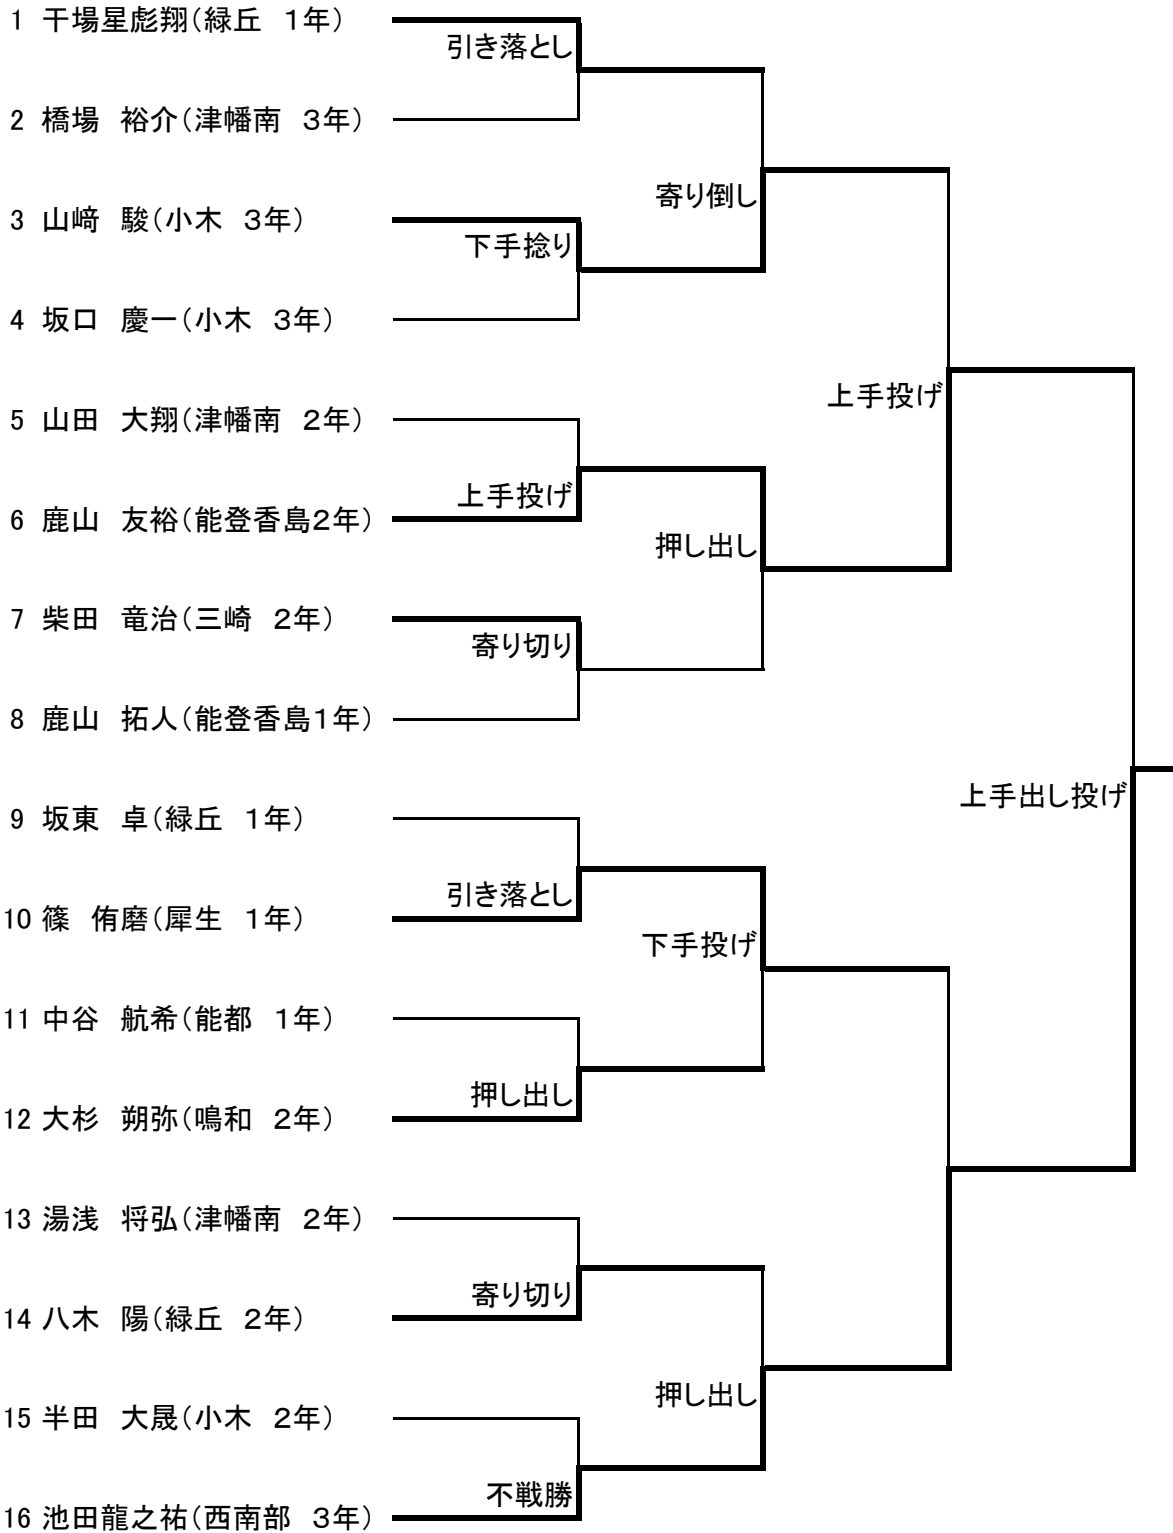 1 干場星彪翔(緑丘 1年)
引き落とし
2 橋場 裕介(津幡南 3年)
寄り倒し
3 山﨑 駿(小木 3年)
下手捻り
4 坂口 慶一(小木 3年)
上手投げ
5 山田 大翔(津幡南 2年)
上手投げ
6 鹿山 友裕(能登香島2年)
押し出し
7 柴田 竜治(三崎 2年)
寄り切り
8 鹿山 拓人(能登香島1年)
上手出し投げ
9 坂東 卓(緑丘 1年)
引き落とし
10 篠 侑磨(犀生 1年)
下手投げ
11 中谷 航希(能都 1年)
押し出し
12 大杉 朔弥(鳴和 2年)
13 湯浅 将弘(津幡南 2年)
寄り切り
14 八木 陽(緑丘 2年)
押し出し
15 半田 大晟(小木 2年)
不戦勝
16 池田龍之祐(西南部 3年)